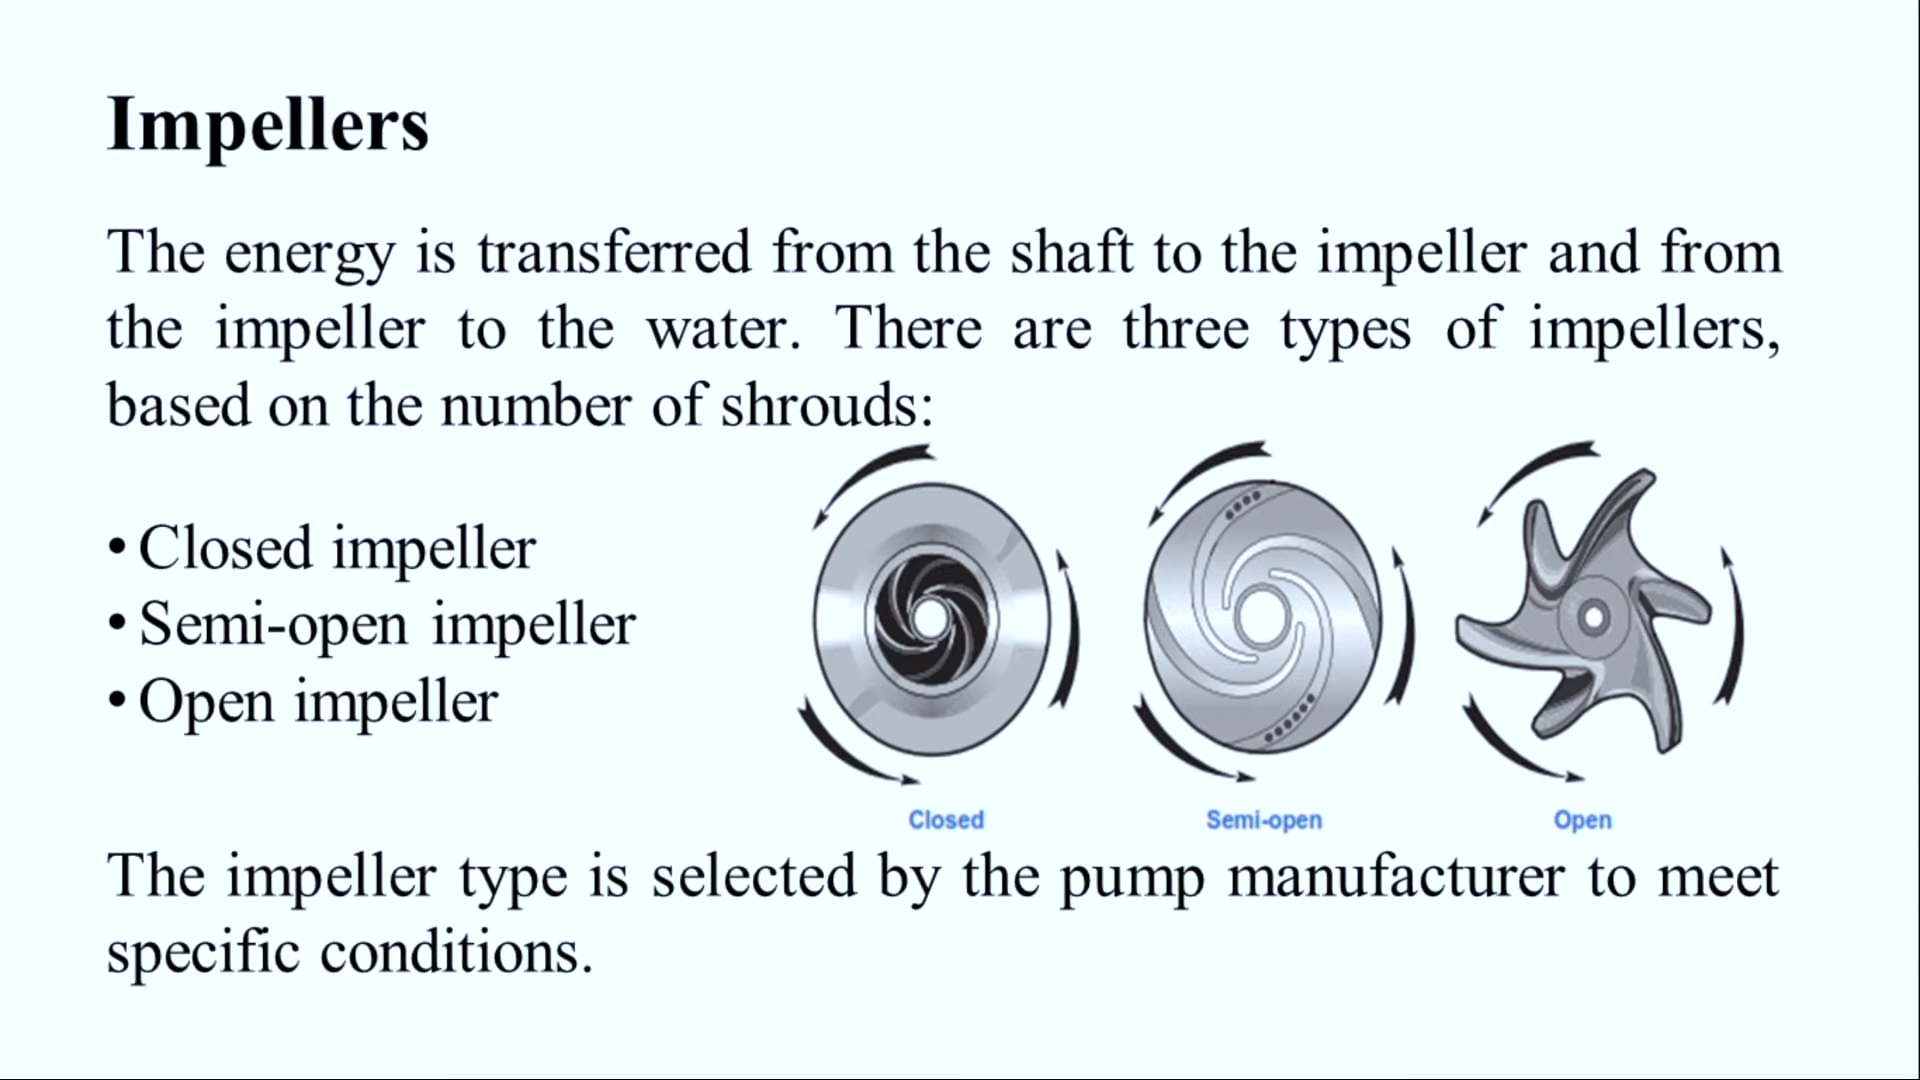 Impellers
The energy is transferred from the shaft to the impeller and from
the impeller to the water. There are three types of impellers,
based on the number of shrouds:
• Closed impeller
• Semi-open impeller
• Open impeller
Closed
Semi-open
Open
The impeller type is selected by the pump manufacturer to meet
specific conditions.